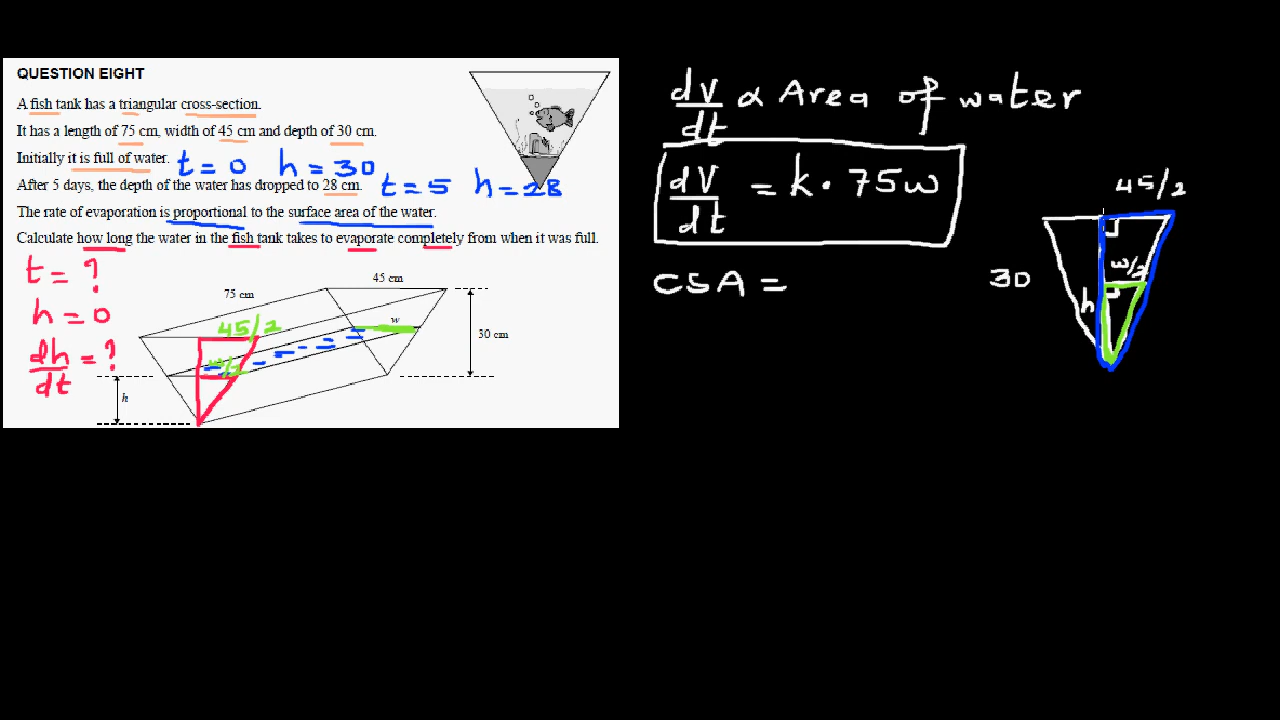 QUESTION EIGHT
A fish tank has a triangular cross-section.
It has a length of 75 cm, width of 45 cm and depth of 30 cm.
Initially it is full of water. t = 0 h = 30
After 5 days, the depth of the water has dropped to 28 cm. t = 5 h = 28
The rate of evaporation is proportional to the surface area of the water.
Calculate how long the water in the fish tank takes to evaporate completely from when it was full.
t = ?
h = 0
dh/dt = ?
75 cm
45 cm
45/2
w
w/2
30 cm
h
dV/dt ∝ Area of water
dV/dt = k · 75w
CSA =
45/2
30
w/2
h